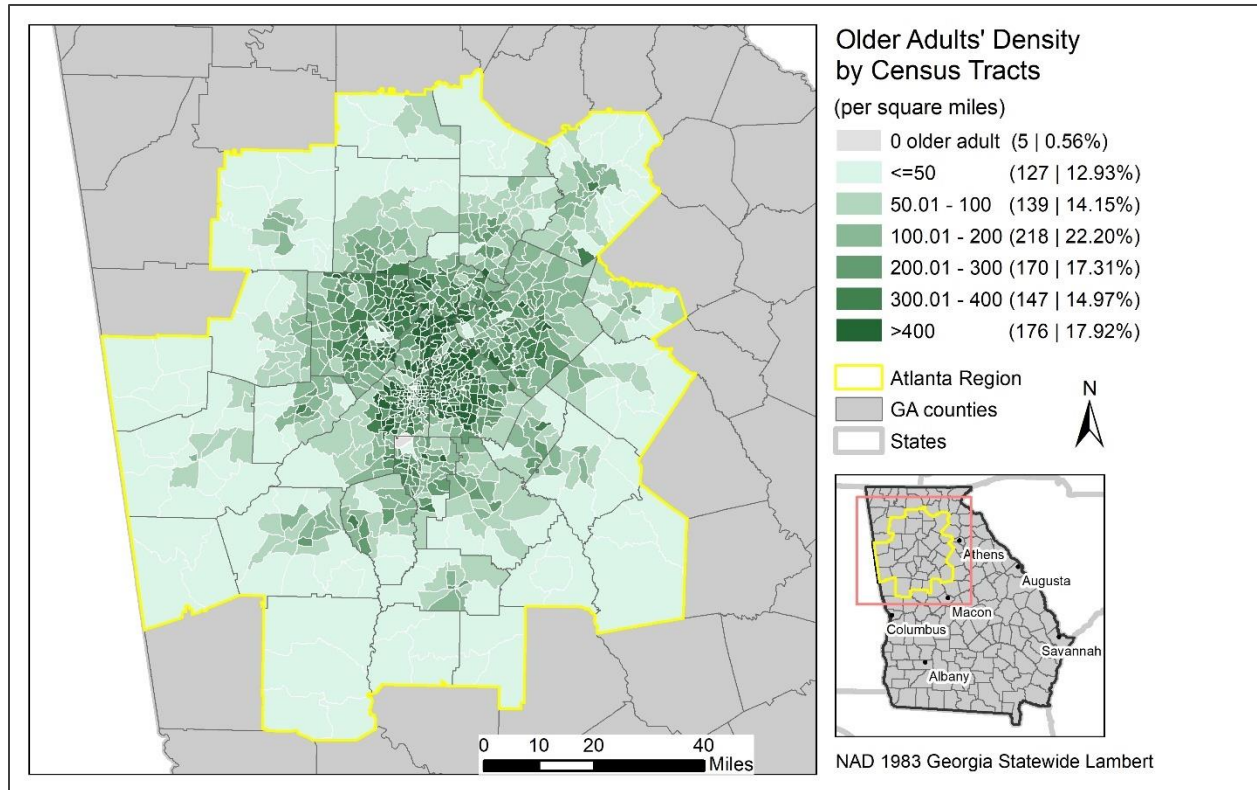 Older Adults' Density
by Census Tracts
(per square miles)
0 older adult (5 | 0.56%)
<=50 (127 | 12.93%)
50.01 - 100 (139 | 14.15%)
100.01 - 200 (218 | 22.20%)
200.01 - 300 (170 | 17.31%)
300.01 - 400 (147 | 14.97%)
>400 (176 | 17.92%)
Atlanta Region
GA counties
States
N
Athens
Augusta
Macon
Columbus
Savannah
Albany
0 10 20 40
Miles
NAD 1983 Georgia Statewide Lambert